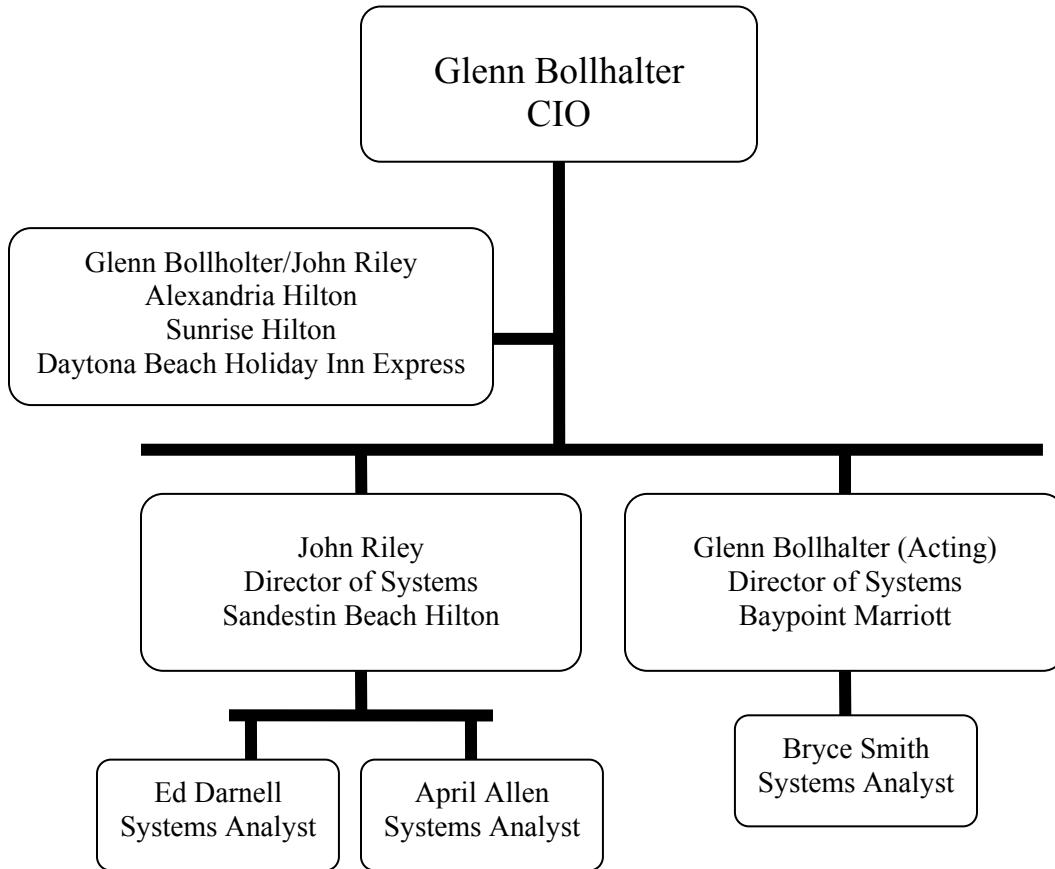 Glenn Bollhalter
CIO
Glenn Bollholter/John Riley
Alexandria Hilton
Sunrise Hilton
Daytona Beach Holiday Inn Express
John Riley
Director of Systems
Sandestin Beach Hilton
Glenn Bollhalter (Acting)
Director of Systems
Baypoint Marriott
Ed Darnell
Systems Analyst
April Allen
Systems Analyst
Bryce Smith
Systems Analyst